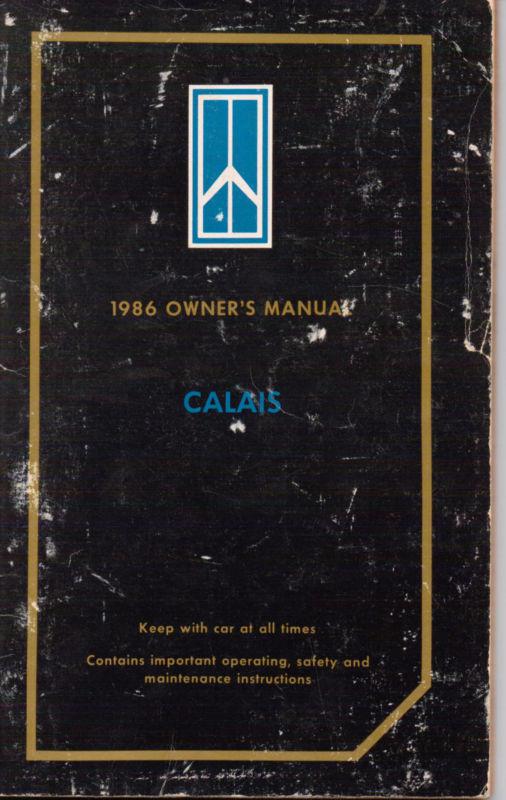 1986 OWNER'S MANUAL
CALAIS
Keep with car at all times
Contains important operating, safety and
maintenance instructions